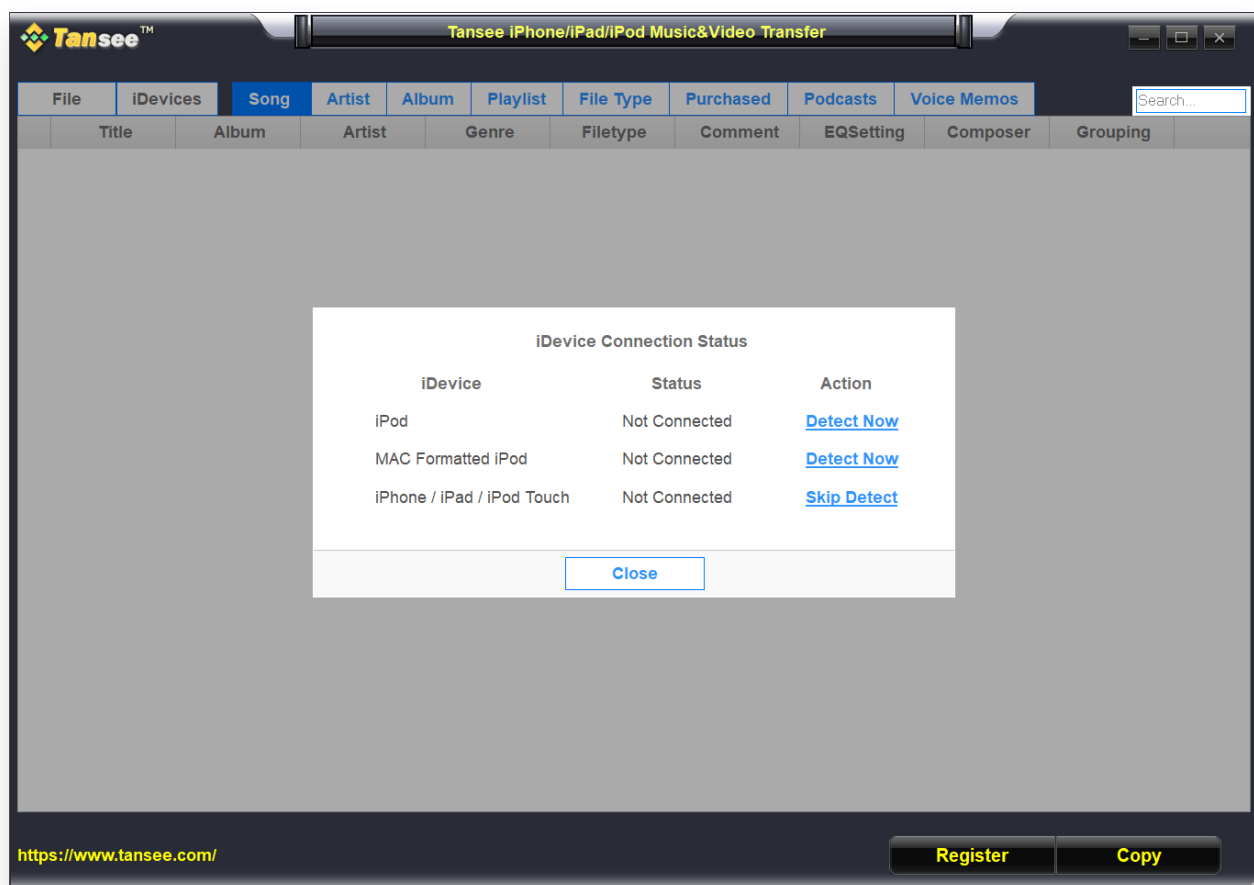 Tansee™ Tansee iPhone/iPad/iPod Music&Video Transfer
File iDevices Song Artist Album Playlist File Type Purchased Podcasts Voice Memos Search...
Title Album Artist Genre Filetype Comment EQSetting Composer Grouping
iDevice Connection Status
iDevice Status Action
iPod Not Connected Detect Now
MAC Formatted iPod Not Connected Detect Now
iPhone / iPad / iPod Touch Not Connected Skip Detect
Close
https://www.tansee.com/ Register Copy